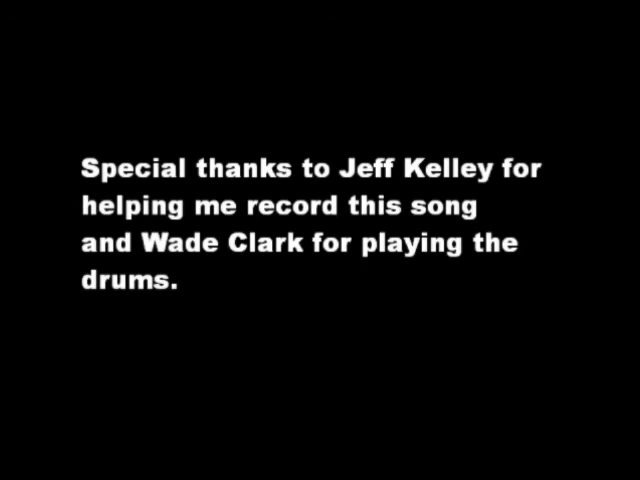 Special thanks to Jeff Kelley for
helping me record this song
and Wade Clark for playing the
drums.